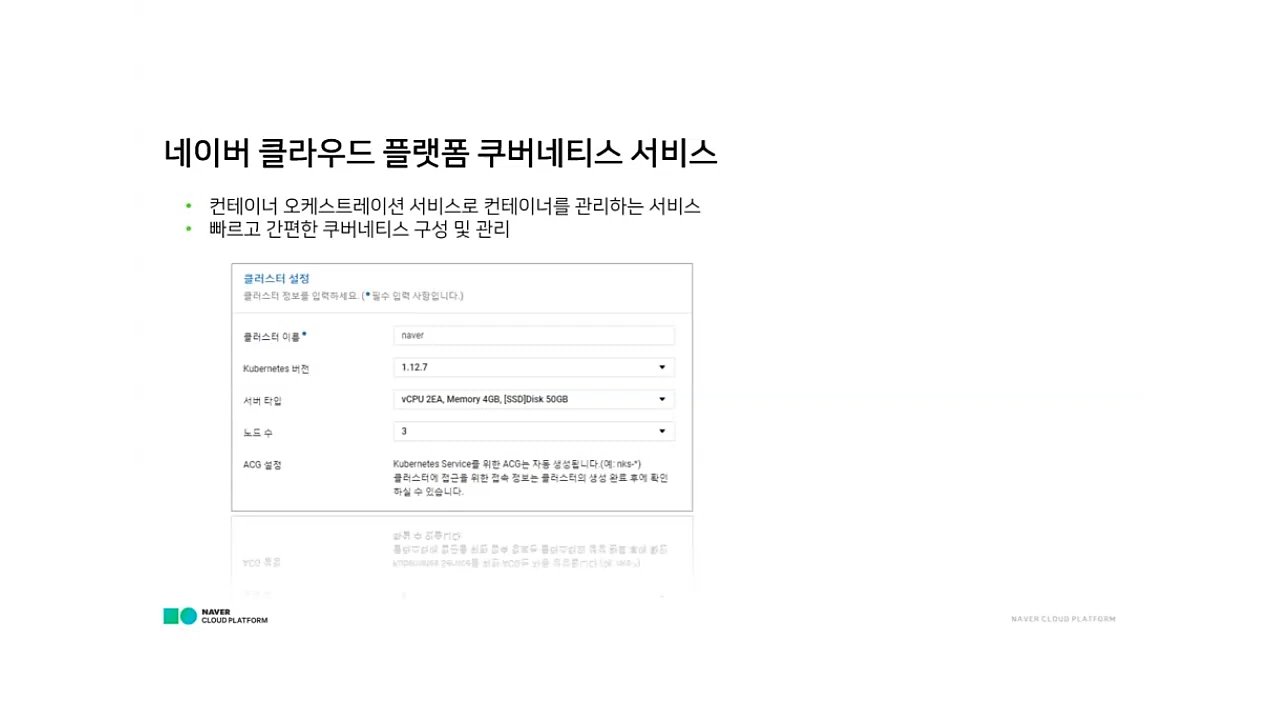 네이버 클라우드 플랫폼 쿠버네티스 서비스
• 컨테이너 오케스트레이션 서비스로 컨테이너를 관리하는 서비스
• 빠르고 간편한 쿠버네티스 구성 및 관리
클러스터 설정
클러스터 정보를 입력하세요. (•필수 입력 사항입니다.)
클러스터 이름• naver
Kubernetes 버전 1.12.7
서버 타입 vCPU 2EA, Memory 4GB, [SSD]Disk 50GB
노드 수 3
ACG 설정 Kubernetes Service를 위한 ACG는 자동 생성됩니다.(예: nks-*)
클러스터에 접근을 위한 접속 정보는 클러스터의 생성 완료 후에 확인
하실 수 있습니다.
NAVER
CLOUD PLATFORM
NAVER CLOUD PLATFORM